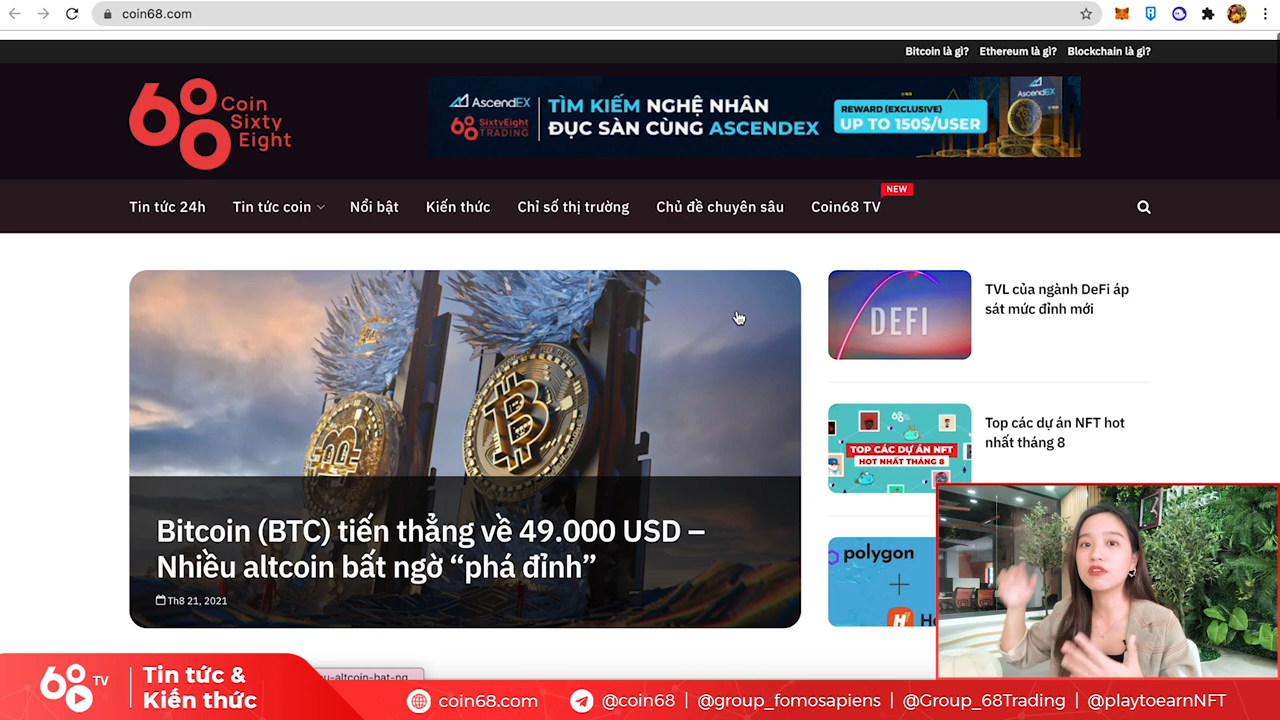 coin68.com
Bitcoin là gì? Ethereum là gì? Blockchain là gì?
68
Coin
Sixty
Eight
AscendEX
68 SixtyEight
TRADING
TÌM KIẾM NGHỆ NHÂN
ĐỤC SÀN CÙNG ASCENDEX
REWARD (EXCLUSIVE)
UP TO 150$/USER
AscendEX
Tin tức 24h Tin tức coin Nổi bật Kiến thức Chỉ số thị trường Chủ đề chuyên sâu Coin68 TV NEW
Bitcoin (BTC) tiến thẳng về 49.000 USD –
Nhiều altcoin bất ngờ “phá đỉnh”
Th8 21, 2021
DEFI
TVL của ngành DeFi áp
sát mức đỉnh mới
68
TOP CÁC DỰ ÁN NFT
HOT NHẤT THÁNG 8
Top các dự án NFT hot
nhất tháng 8
polygon
+
68 TV
Tin tức &
Kiến thức
coin68.com
@coin68 | @group_fomosapiens | @Group_68Trading | @playtoearnNFT